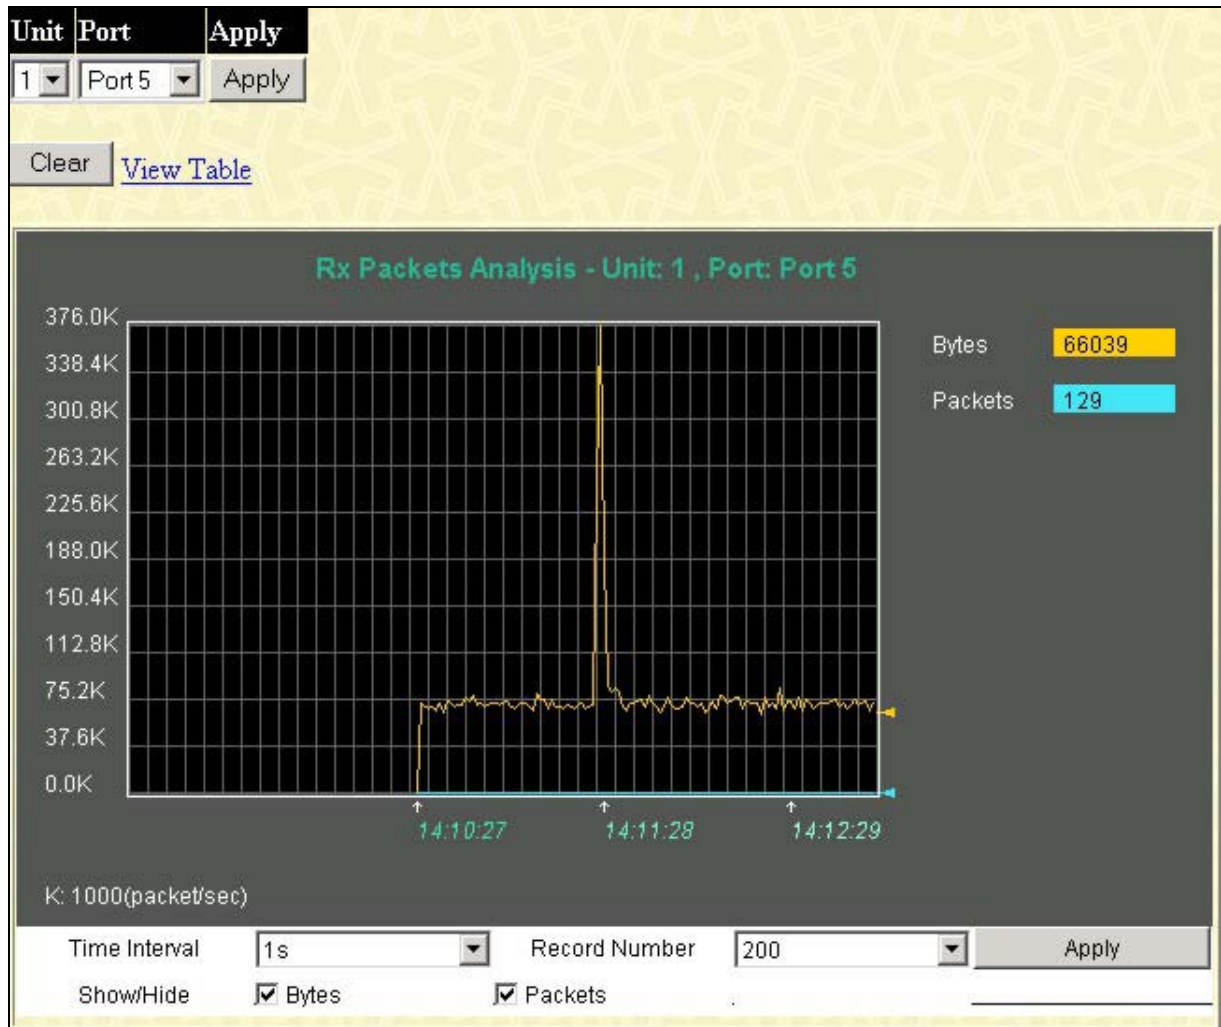 Unit Port Apply
1 Port 5 Apply
Clear View Table
Rx Packets Analysis - Unit: 1 , Port: Port 5
376.0K
338.4K
300.8K
263.2K
225.6K
188.0K
150.4K
112.8K
75.2K
37.6K
0.0K
Bytes 66039
Packets 129
14:10:27 14:11:28 14:12:29
K: 1000(packet/sec)
Time Interval 1s Record Number 200 Apply
Show/Hide Bytes Packets